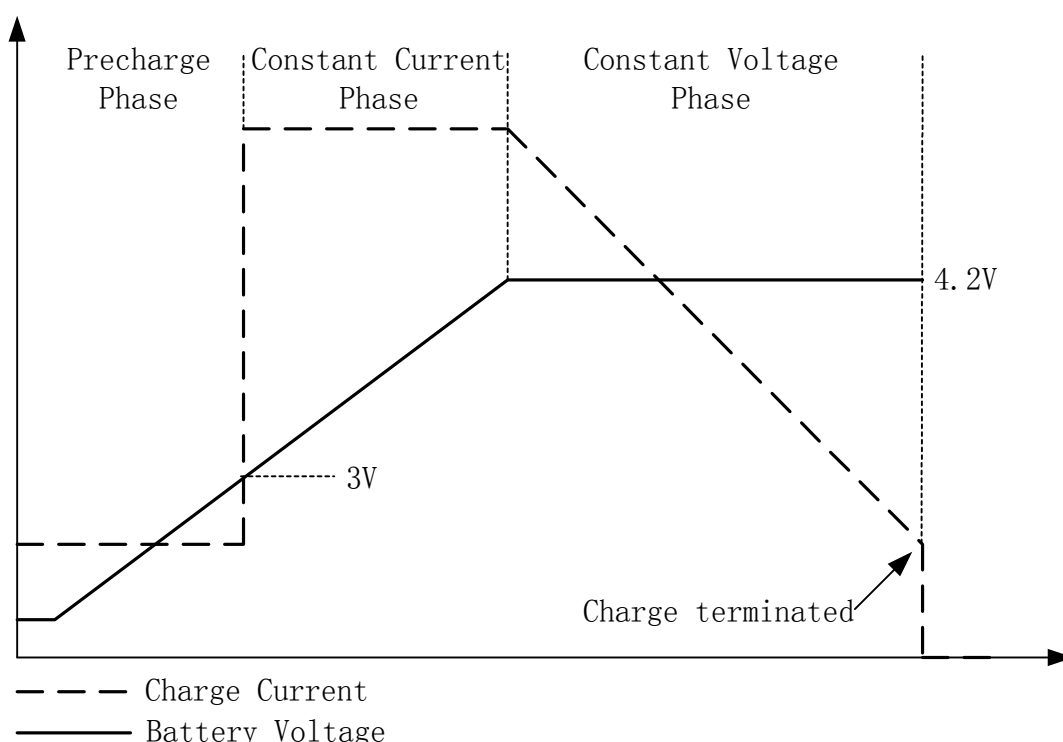 Precharge
Phase
Constant Current
Phase
Constant Voltage
Phase
4.2V
3V
Charge terminated
Charge Current
Battery Voltage